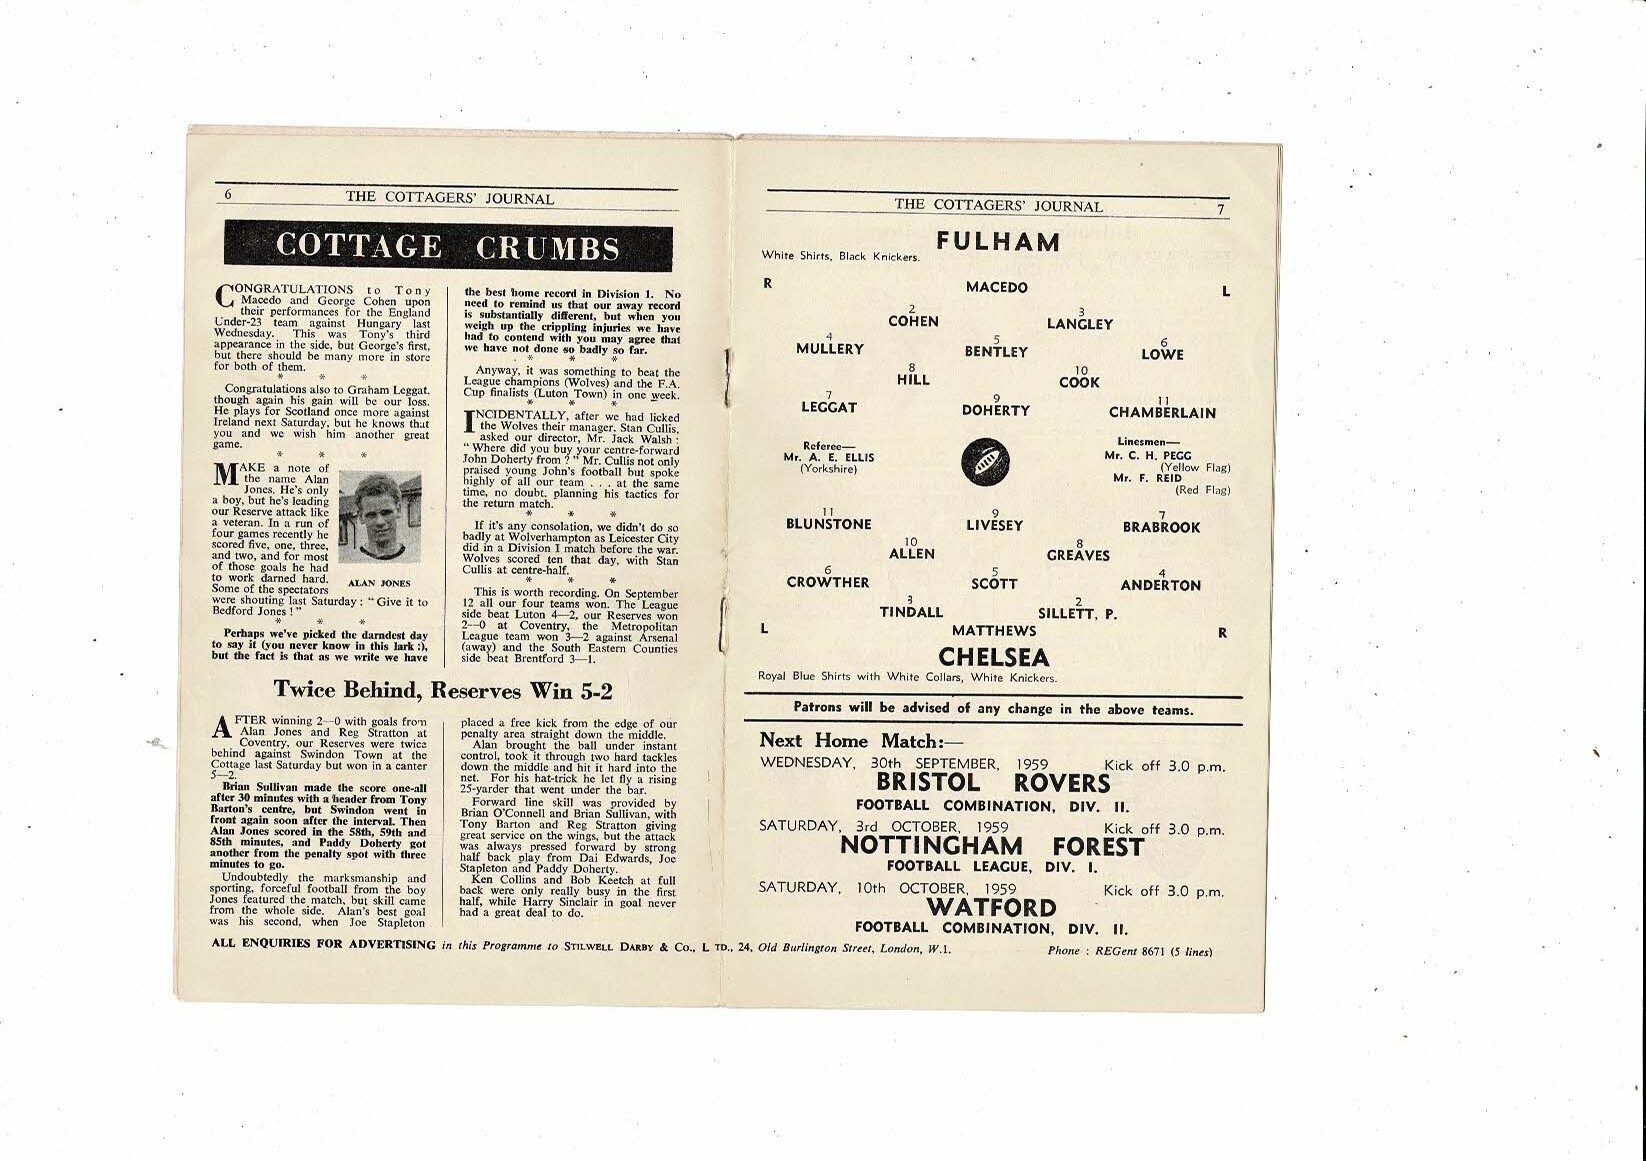 6
THE COTTAGERS' JOURNAL
COTTAGE CRUMBS
CONGRATULATIONS to Tony
Macedo and George Cohen upon
their performances for the England
Under-23 team against Hungary last
Wednesday. This was Tony's third
appearance in the side, but George's first,
but there should be many more in store
for both of them.
* * *
Congratulations also to Graham Leggat,
though again his gain will be our loss.
He plays for Scotland once more against
Ireland next Saturday, but he knows that
you and we wish him another great
game.
* * *
MAKE a note of
the name Alan
Jones. He's only
a boy, but he's leading
our Reserve attack like
a veteran. In a run of
four games recently he
scored five, one, three,
and two, and for most
of those goals he had
to work darned hard.
Some of the spectators
were shouting last Saturday : "Give it to
Bedford Jones ! "
ALAN JONES
* * *
Perhaps we've picked the darndest day
to say it (you never know in this lark !),
but the fact is that as we write we have
the best home record in Division 1. No
need to remind us that our away record
is substantially different, but when you
weigh up the crippling injuries we have
had to contend with you may agree that
we have not done so badly so far.
* * *
Anyway, it was something to beat the
League champions (Wolves) and the F.A.
Cup finalists (Luton Town) in one week.
* * *
INCIDENTALLY, after we had licked
the Wolves their manager, Stan Cullis,
asked our director, Mr. Jack Walsh :
"Where did you buy your centre-forward
John Doherty from ? " Mr. Cullis not only
praised young John's football but spoke
highly of all our team . . . at the same
time, no doubt, planning his tactics for
the return match.
* * *
If it's any consolation, we didn't do so
badly at Wolverhampton as Leicester City
did in a Division I match before the war.
Wolves scored ten that day, with Stan
Cullis at centre-half.
* * *
This is worth recording. On September
12 all our four teams won. The League
side beat Luton 4—2, our Reserves won
2—0 at Coventry, the Metropolitan
League team won 3—2 against Arsenal
(away) and the South Eastern Counties
side beat Brentford 3—1.
Twice Behind, Reserves Win 5-2
AFTER winning 2—0 with goals from
Alan Jones and Reg Stratton at
Coventry, our Reserves were twice
behind against Swindon Town at the
Cottage last Saturday but won in a canter
5—2.
Brian Sullivan made the score one-all
after 30 minutes with a header from Tony
Barton's centre, but Swindon went in
front again soon after the interval. Then
Alan Jones scored in the 58th, 59th and
85th minutes, and Paddy Doherty got
another from the penalty spot with three
minutes to go.
Undoubtedly the marksmanship and
sporting, forceful football from the boy
Jones featured the match, but skill came
from the whole side. Alan's best goal
was his second, when Joe Stapleton
placed a free kick from the edge of our
penalty area straight down the middle.
Alan brought the ball under instant
control, took it through two hard tackles
down the middle and hit it hard into the
net. For his hat-trick he let fly a rising
25-yarder that went under the bar.
Forward line skill was provided by
Brian O'Connell and Brian Sullivan, with
Tony Barton and Reg Stratton giving
great service on the wings, but the attack
was always pressed forward by strong
half back play from Dai Edwards, Joe
Stapleton and Paddy Doherty.
Ken Collins and Bob Keetch at full
back were only really busy in the first
half, while Harry Sinclair in goal never
had a great deal to do.
ALL ENQUIRIES FOR ADVERTISING in this Programme to STILWELL DARBY & CO., L TD., 24, Old Burlington Street, London, W.1. Phone : REGent 8671 (5 lines)
THE COTTAGERS' JOURNAL
7
FULHAM
White Shirts, Black Knickers.
R MACEDO L
2 3
COHEN LANGLEY
4 5 6
MULLERY BENTLEY LOWE
8 10
HILL COOK
7 9 11
LEGGAT DOHERTY CHAMBERLAIN
Referee—
Mr. A. E. ELLIS
(Yorkshire)
Linesmen—
Mr. C. H. PEGG
(Yellow Flag)
Mr. F. REID
(Red Flag)
11 9 7
BLUNSTONE LIVESEY BRABROOK
10 8
ALLEN GREAVES
6 5 4
CROWTHER SCOTT ANDERTON
3 2
TINDALL SILLETT, P.
L MATTHEWS R
CHELSEA
Royal Blue Shirts with White Collars, White Knickers.
Patrons will be advised of any change in the above teams.
Next Home Match:—
WEDNESDAY, 30th SEPTEMBER, 1959 Kick off 3.0 p.m.
BRISTOL ROVERS
FOOTBALL COMBINATION, DIV. II.
SATURDAY, 3rd OCTOBER, 1959 Kick off 3.0 p.m.
NOTTINGHAM FOREST
FOOTBALL LEAGUE, DIV. I.
SATURDAY, 10th OCTOBER, 1959 Kick off 3.0 p.m.
WATFORD
FOOTBALL COMBINATION, DIV. II.